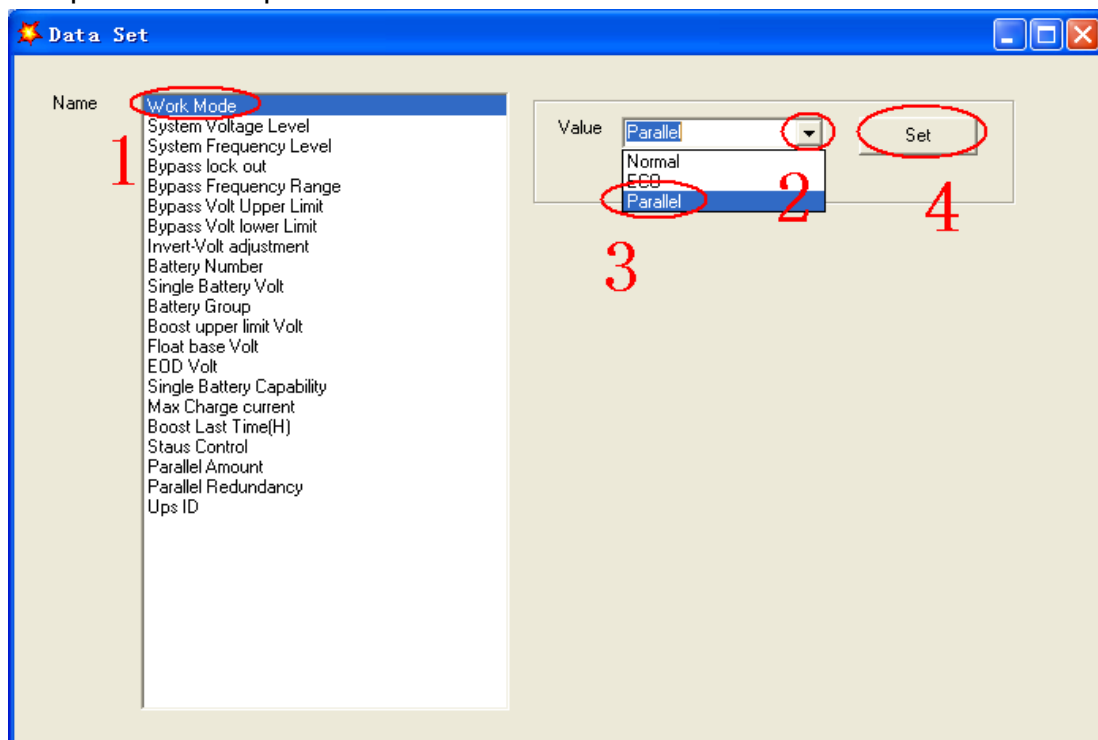 Data Set
Name
Work Mode
System Voltage Level
System Frequency Level
Bypass lock out
Bypass Frequency Range
Bypass Volt Upper Limit
Bypass Volt lower Limit
Invert-Volt adjustment
Battery Number
Single Battery Volt
Battery Group
Boost upper limit Volt
Float base Volt
EOD Volt
Single Battery Capability
Max Charge current
Boost Last Time(H)
Staus Control
Parallel Amount
Parallel Redundancy
Ups ID
1
Value
Parallel
Set
Normal
ECO
Parallel
2
3
4